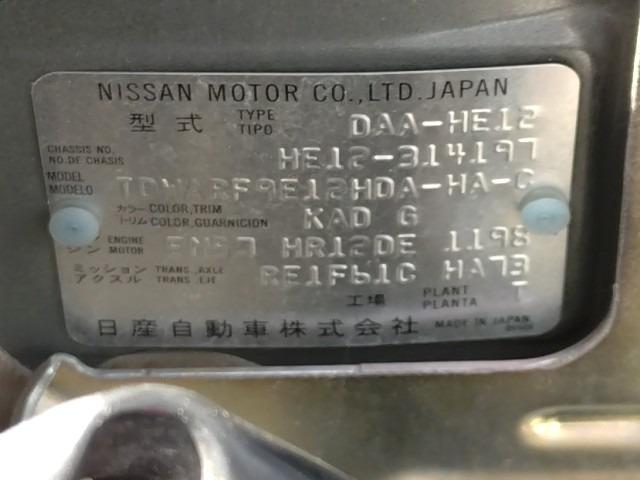 NISSAN MOTOR CO.,LTD. JAPAN
型式 TYPE TIPO DAA-HE12
CHASSIS NO. NO. DE CHASIS HE12-314197
MODEL MODELO HDA-HA-C
カラー COLOR,TRIM トリム COLOR,GUARNICION KAD G
ENGINE MOTOR HR12DE 1198
ミッション アクスル TRANS.,AXLE TRANS.,EJE RE1F61C HA73
工場 PLANT PLANTA T
日産自動車株式会社 MADE IN JAPAN